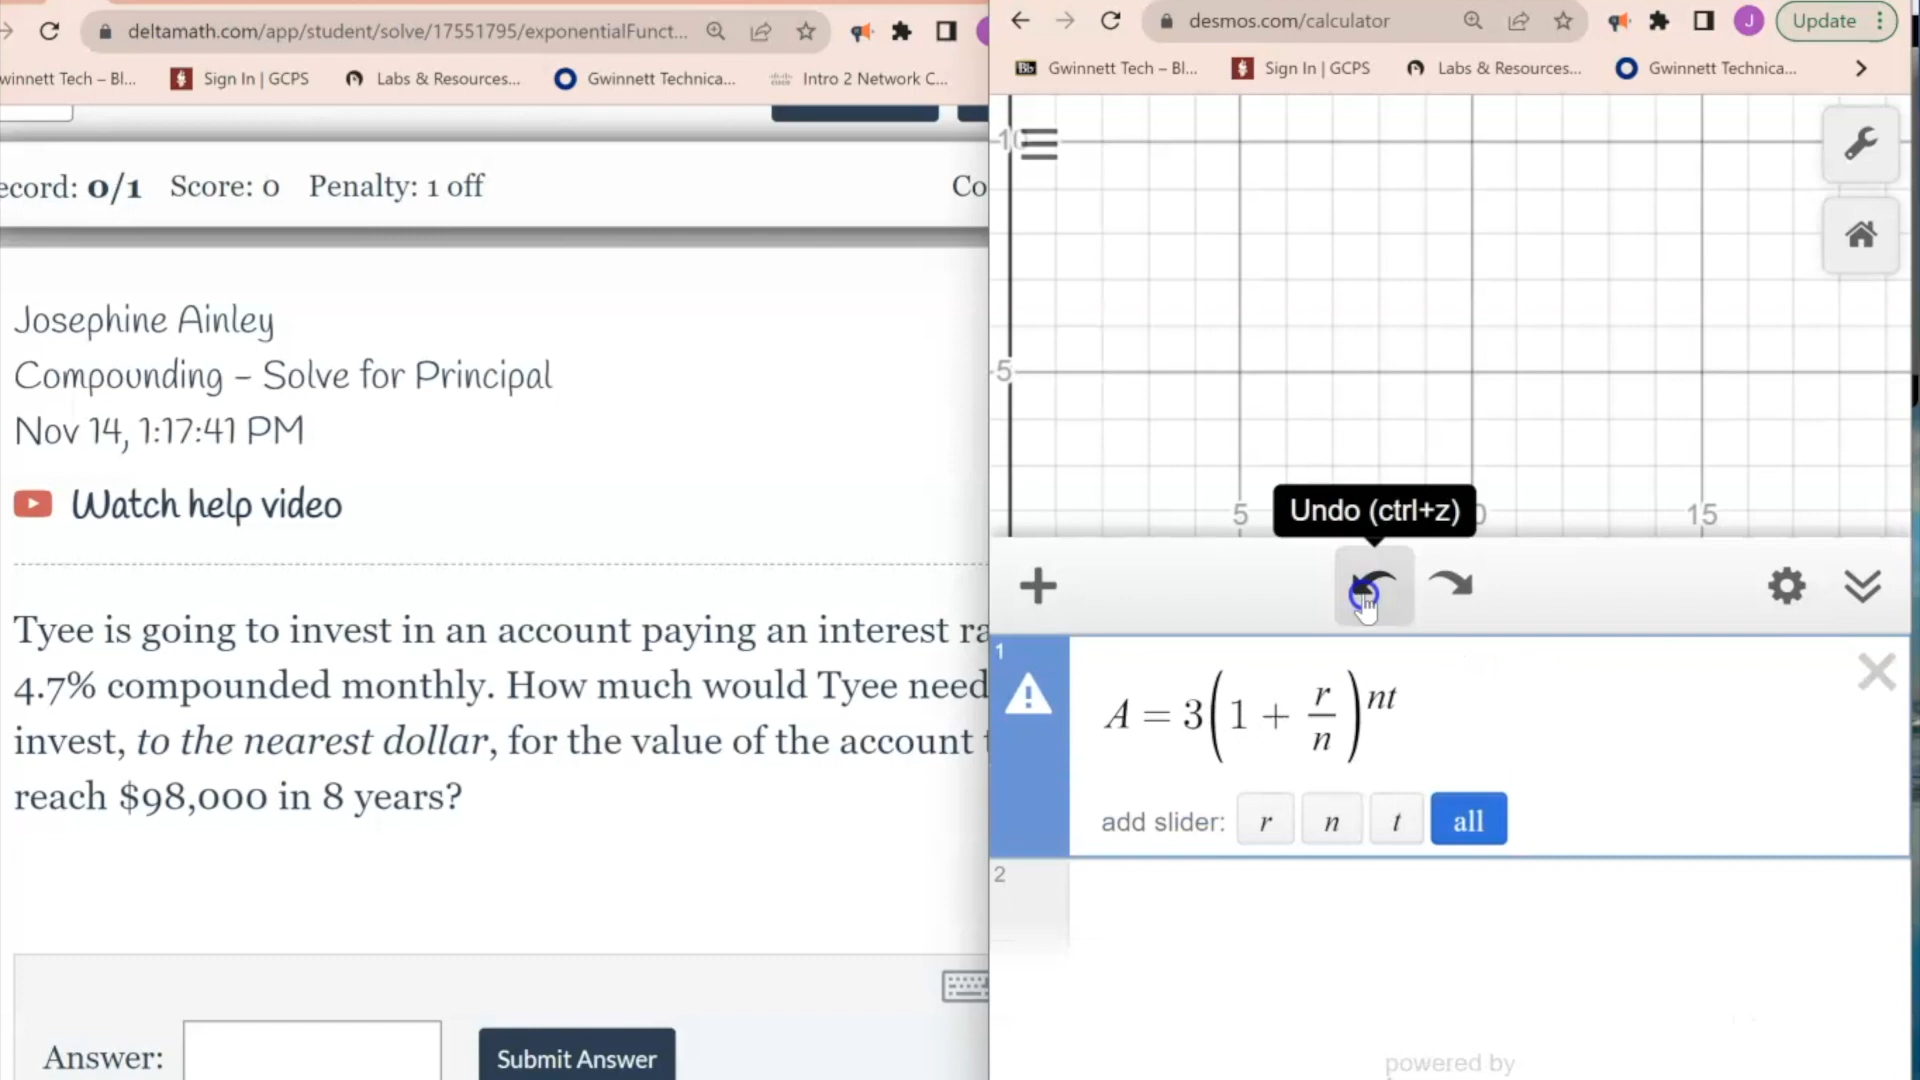 deltamath.com/app/student/solve/17551795/exponentialFunct...
winnett Tech – Bl...
Sign In | GCPS
Labs & Resources...
Gwinnett Technica...
Intro 2 Network C...
ecord: 0/1 Score: 0 Penalty: 1 off
Co
Josephine Ainley
Compounding – Solve for Principal
Nov 14, 1:17:41 PM
Watch help video
Tyee is going to invest in an account paying an interest ra
4.7% compounded monthly. How much would Tyee need
invest, to the nearest dollar, for the value of the account t
reach $98,000 in 8 years?
Answer:
Submit Answer
desmos.com/calculator
J
Update
Bb
Gwinnett Tech – Bl...
Sign In | GCPS
Labs & Resources...
Gwinnett Technica...
10
5
5
0
15
Undo (ctrl+z)
1
A = 3(1 + r/n)^nt
add slider: r n t all
2
powered by